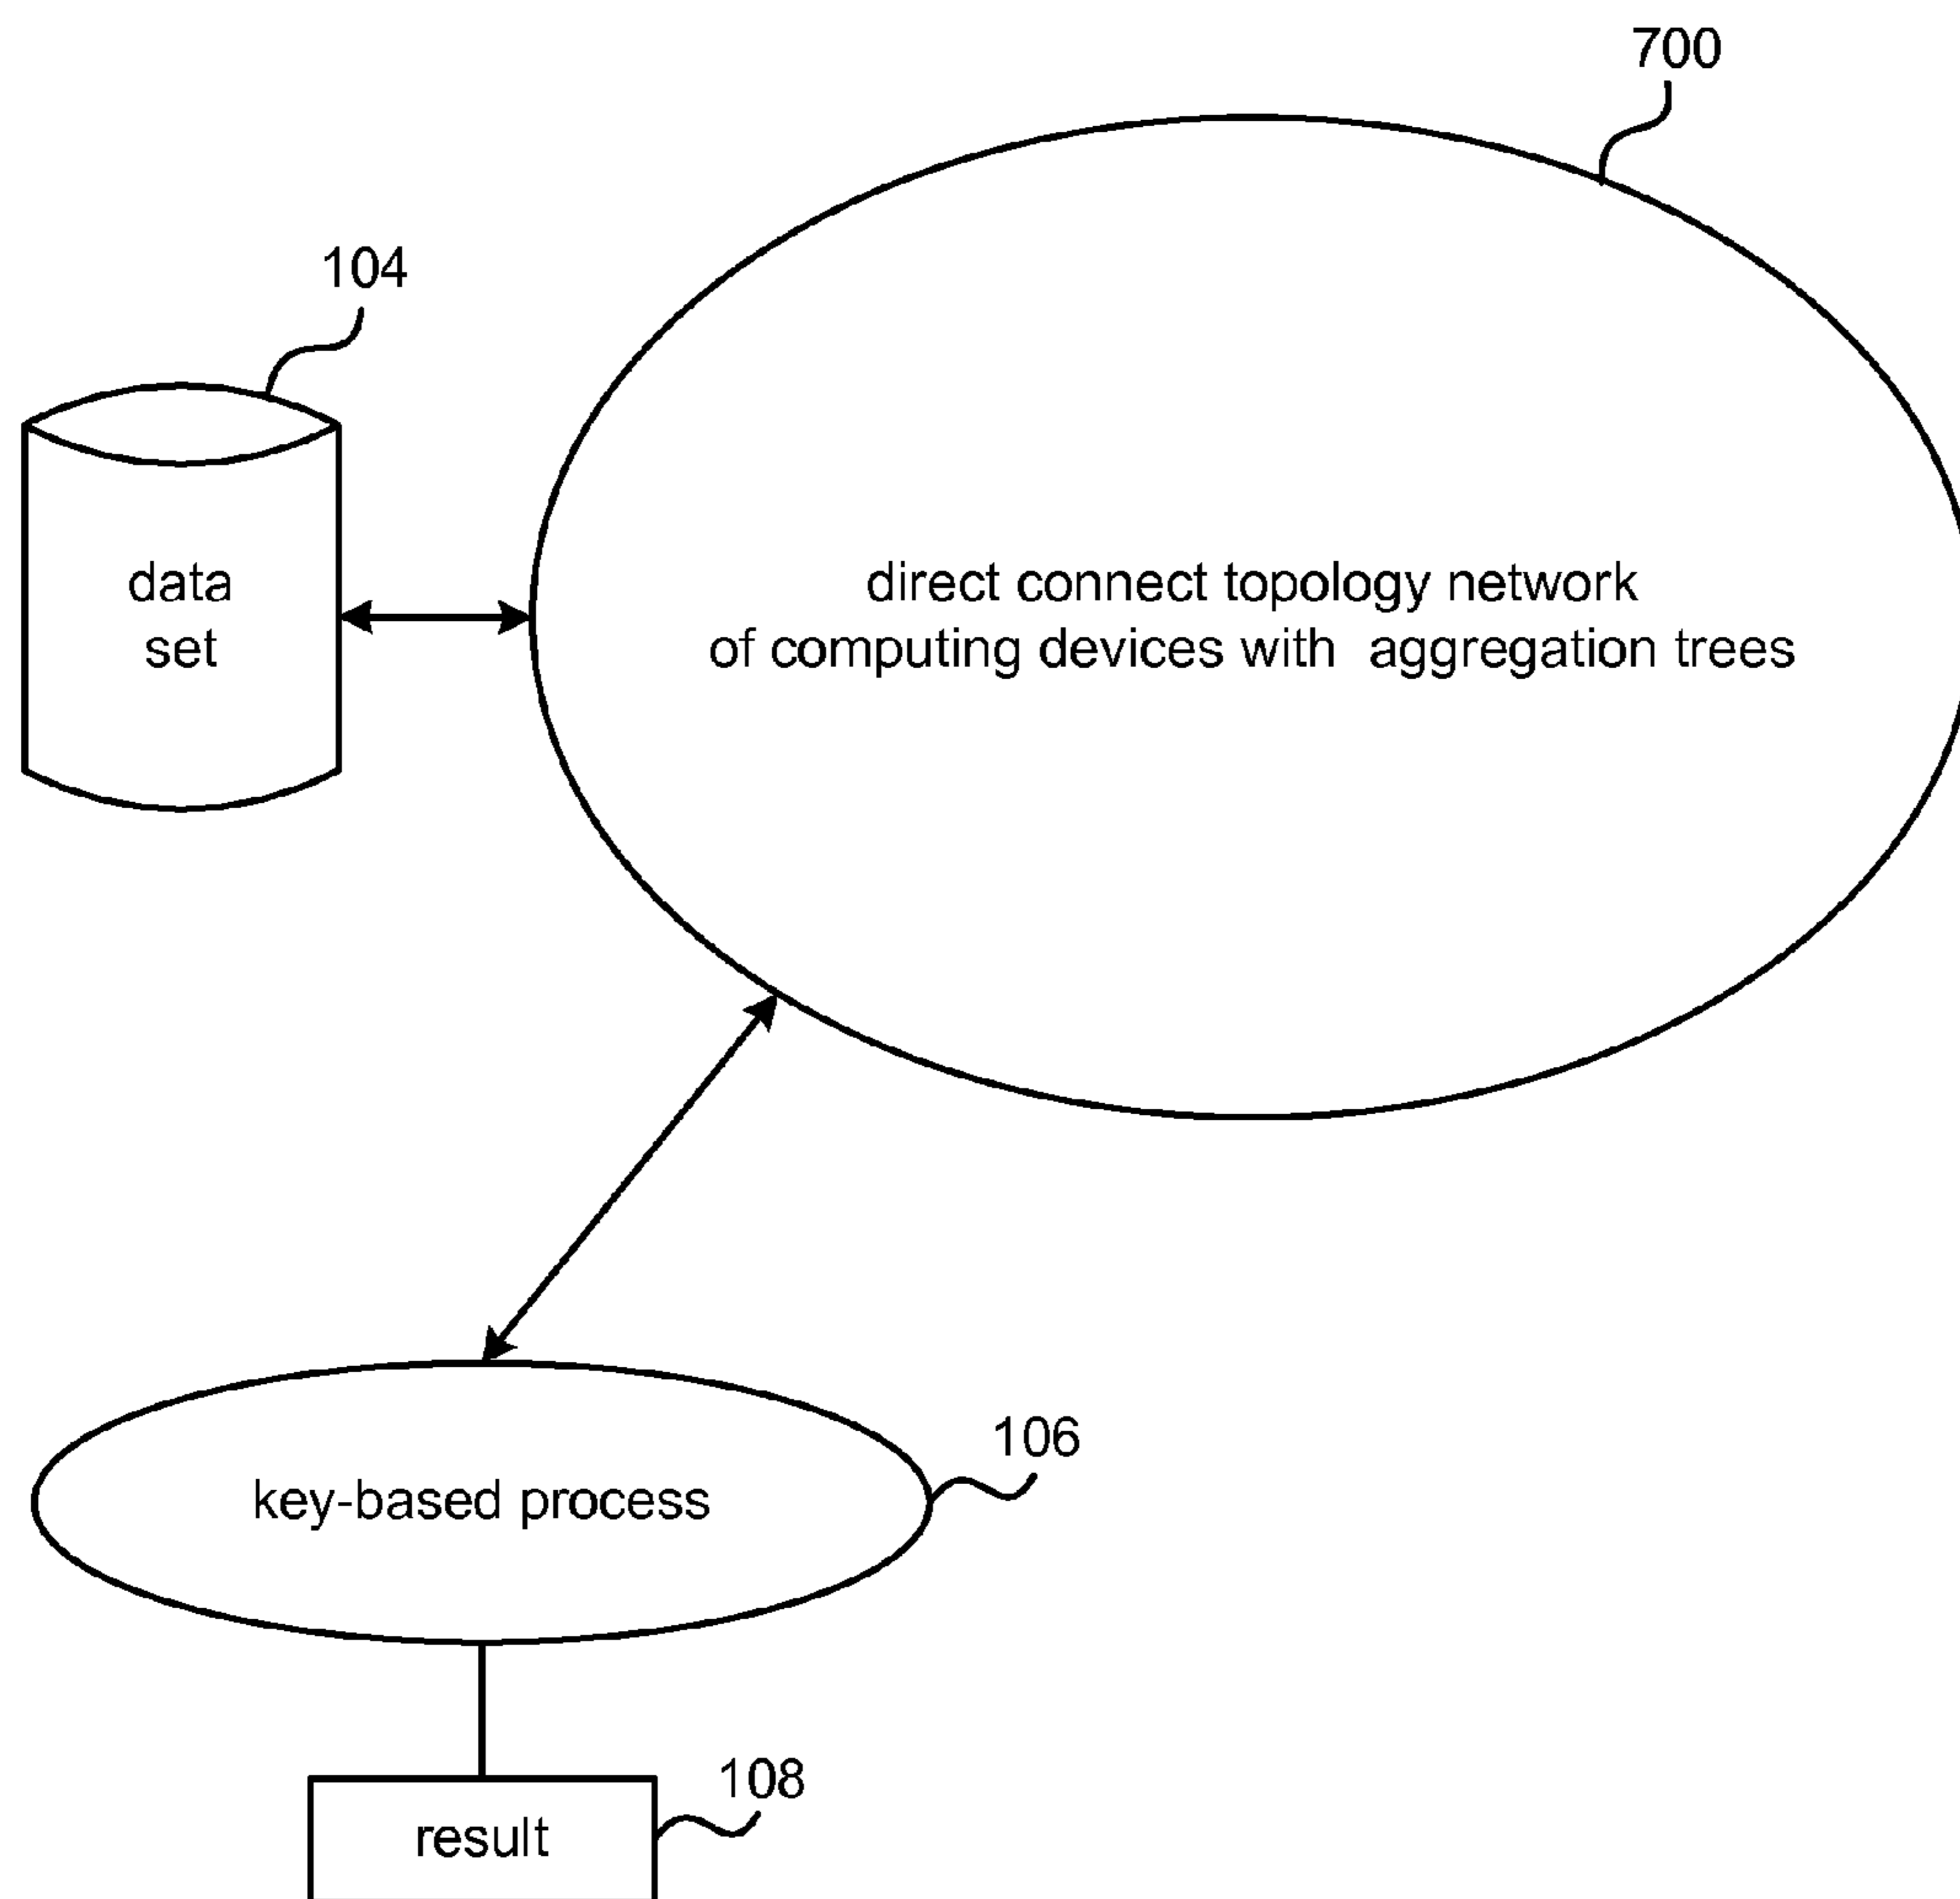 700
104
data
set
direct connect topology network
of computing devices with aggregation trees
key-based process
106
108
result